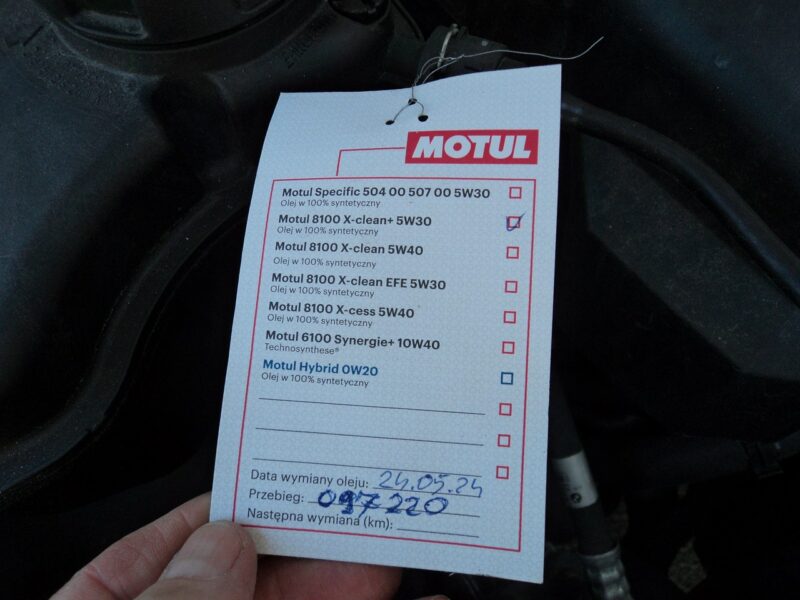 MOTUL
Motul Specific 504 00 507 00 5W30
Olej w 100% syntetyczny
Motul 8100 X-clean+ 5W30
Olej w 100% syntetyczny
Motul 8100 X-clean 5W40
Olej w 100% syntetyczny
Motul 8100 X-clean EFE 5W30
Olej w 100% syntetyczny
Motul 8100 X-cess 5W40
Olej w 100% syntetyczny
Motul 6100 Synergie+ 10W40
Technosynthese®
Motul Hybrid 0W20
Olej w 100% syntetyczny
Data wymiany oleju: 24.05.24
Przebieg: 097220
Następna wymiana (km):